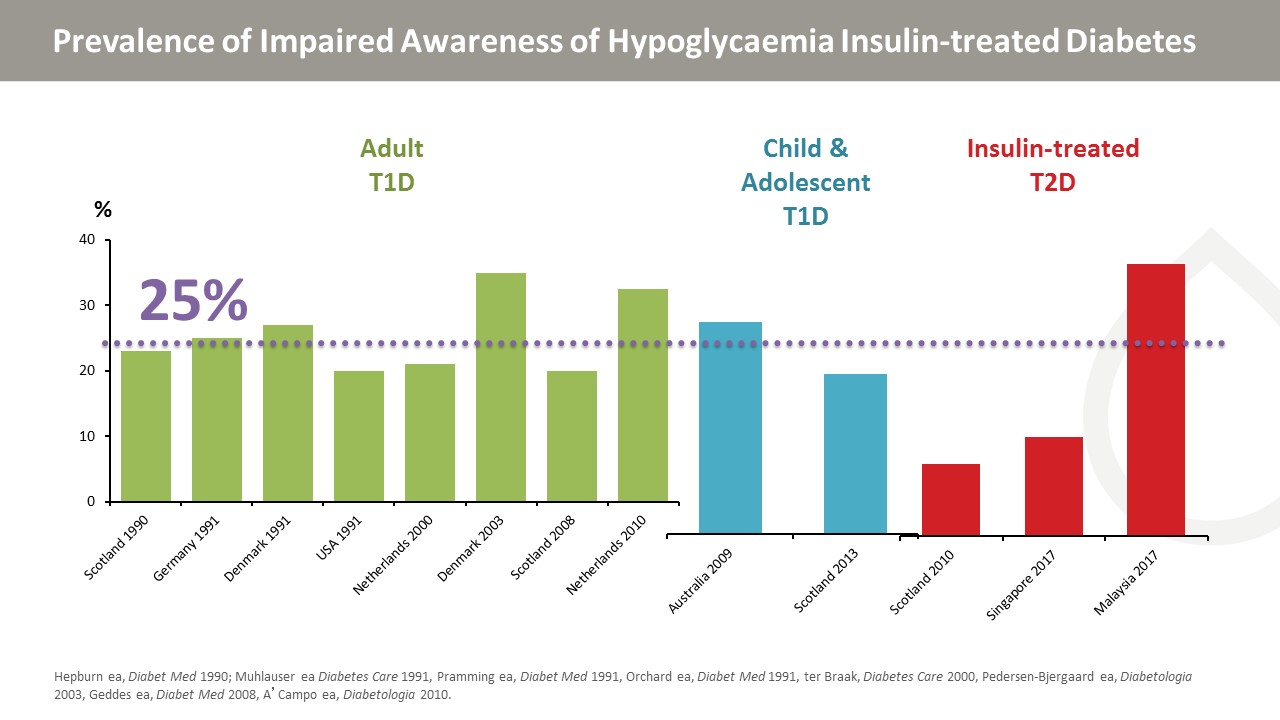 Prevalence of Impaired Awareness of Hypoglycaemia Insulin-treated Diabetes
Adult
T1D
Child &
Adolescent
T1D
Insulin-treated
T2D
%
40
30
20
10
0
25%
Scotland 1990
Germany 1991
Denmark 1991
USA 1991
Netherlands 2000
Denmark 2003
Scotland 2008
Netherlands 2010
Australia 2009
Scotland 2013
Scotland 2010
Singapore 2017
Malaysia 2017
Hepburn ea, Diabet Med 1990; Muhlauser ea Diabetes Care 1991, Pramming ea, Diabet Med 1991, Orchard ea, Diabet Med 1991, ter Braak, Diabetes Care 2000, Pedersen-Bjergaard ea, Diabetologia
2003, Geddes ea, Diabet Med 2008, A’Campo ea, Diabetologia 2010.